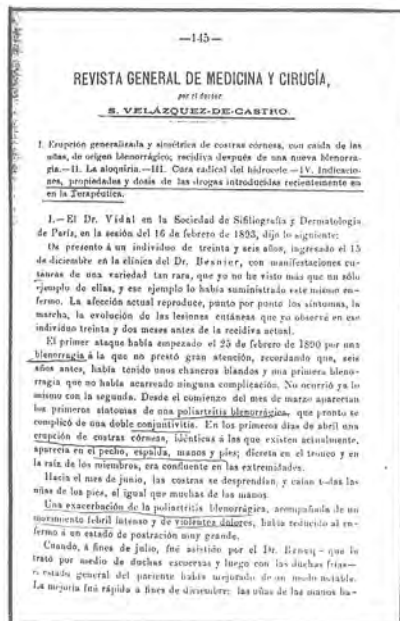 —145—
REVISTA GENERAL DE MEDICINA Y CIRUGÍA,
por el doctor
S. VELÁZQUEZ-DE-CASTRO.
I. Erupción generalizada y simétrica de costras córneas, con caída de las
uñas, de origen blenorrágico; recidiva después de una nueva blenorra-
gia.—II. La aloquiria.—III. Cura radical del hidrocele.—IV. Indicacio-
nes, propiedades y dosis de las drogas introducidas recientemente en
en la Terapéutica.
I.—El Dr. Vidal en la Sociedad de Sifiliografía y Dermatología
de París, en la sesión del 16 de febrero de 1893, dijo lo siguiente:
Os presento á un individuo de treinta y seis años, ingresado el 15
de diciembre en la clínica del Dr. Besnier, con manifestaciones cu-
táneas de una variedad tan rara, que yo no he visto más que un sólo
ejemplo de ellas, y ese ejemplo lo había suministrado este mismo en-
fermo. La afección actual reproduce, punto por punto los síntomas, la
marcha, la evolución de las lesiones cutáneas que yo observé en ese
individuo treinta y dos meses antes de la recidiva actual.
El primer ataque había empezado el 25 de febrero de 1890 por una
blenorragia á la que no prestó gran atención, recordando que, seis
años antes, había tenido unos chancros blandos y una primera bleno-
rragia que no había acarreado ninguna complicación. No ocurrió ya lo
mismo con la segunda. Desde el comienzo del mes de marzo aparecían
los primeros síntomas de una poliartritis blenorrágica, que pronto se
complicó de una doble conjuntivitis. En los primeros días de abril una
erupción de costras córneas, idénticas á las que existen actualmente,
aparecía en el pecho, espalda, manos y pies; discreta en el tronco y en
la raíz de los miembros, era confluente en las extremidades.
Hacia el mes de junio, las costras se desprendían, y caían todas las
uñas de los pies, al igual que muchas de las manos.
Una exacerbación de la poliartritis blenorrágica, acompañada de un
movimiento febril intenso y de violentos dolores, había reducido al en-
fermo á un estado de postración muy grande.
Cuando, á fines de julio, fué asistido por el Dr. — que lo
trató por medio de duchas escocesas y luego con las duchas frías—
el estado general del paciente había mejorado de un modo notable.
La mejoría fué rápida á fines de diciembre: las uñas de las manos ha-